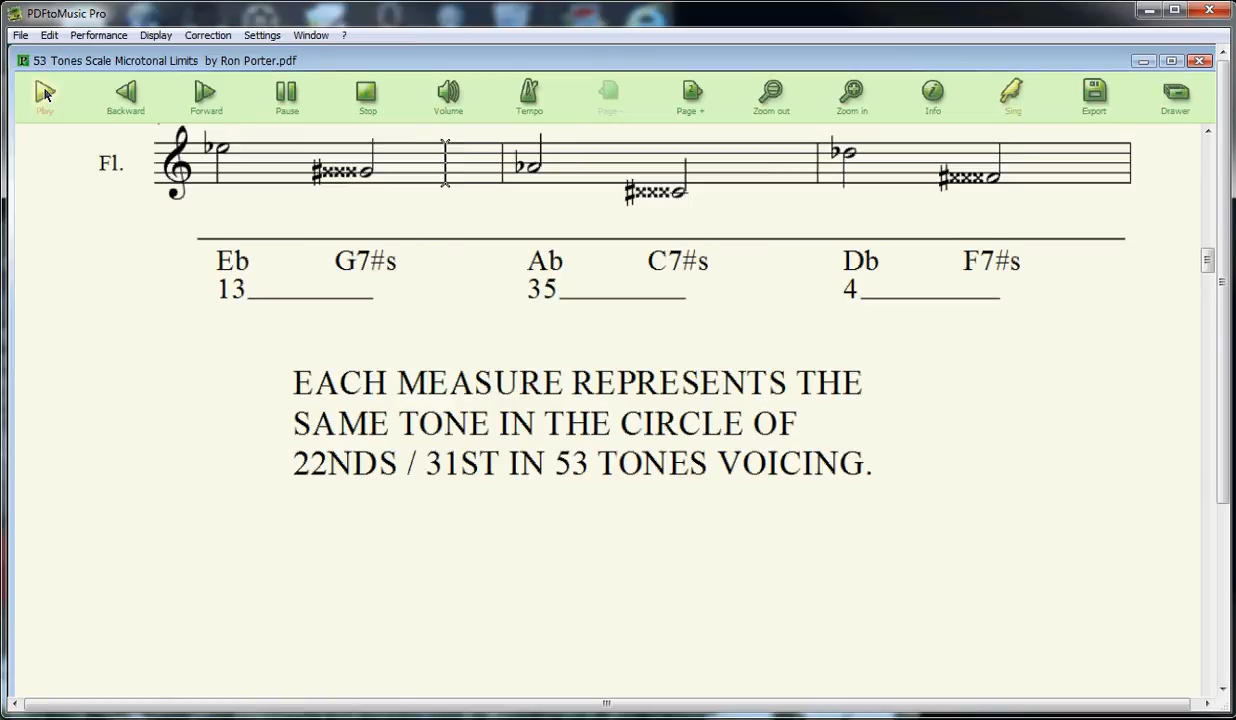 PDFtoMusic Pro
File Edit Performance Display Correction Settings Window ?
53 Tones Scale Microtonal Limits by Ron Porter.pdf
Play Backward Forward Pause Stop Volume Tempo Page- Page + Zoom out Zoom in Info Sing Export Drawer
Fl.
Eb G7#s Ab C7#s Db F7#s
13 35 4
EACH MEASURE REPRESENTS THE
SAME TONE IN THE CIRCLE OF
22NDS / 31ST IN 53 TONES VOICING.